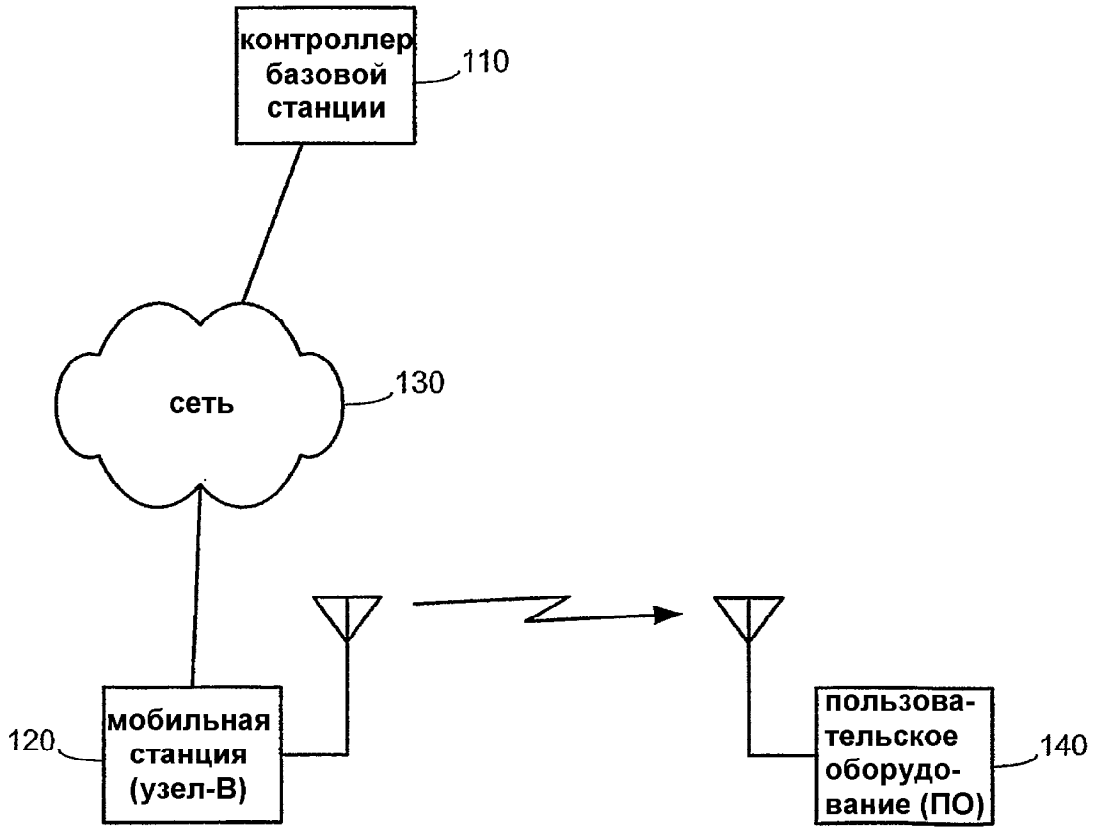 контроллер
базовой
станции
110
сеть
130
мобильная
станция
(узел-В)
120
пользова-
тельское
оборудо-
вание (ПО)
140